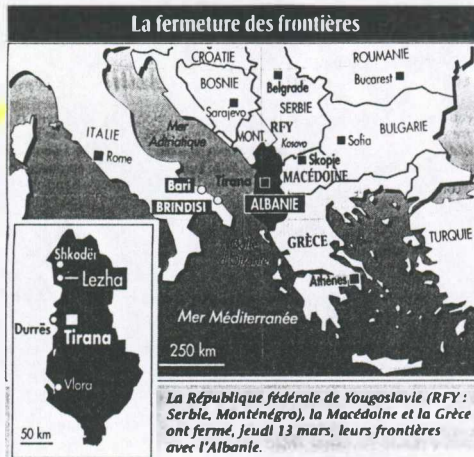 La fermeture des frontières
CROATIE
ROUMANIE
BOSNIE
Belgrade
Bucarest
Sarajevo
SERBIE
ITALIE
Mer
Adriatique
RFY
BULGARIE
MONT.
Kosovo
Sofia
Rome
Skopje
Tirana
MACÉDOINE
Bari
BRINDISI
ALBANIE
GRÈCE
TURQUIE
Athènes
Mer Méditerranée
250 km
Shkodër
Lezha
Durrës
Tirana
Vlora
50 km
La République fédérale de Yougoslavie (RFY :
Serbie, Monténégro), la Macédoine et la Grèce
ont fermé, jeudi 13 mars, leurs frontières
avec l'Albanie.